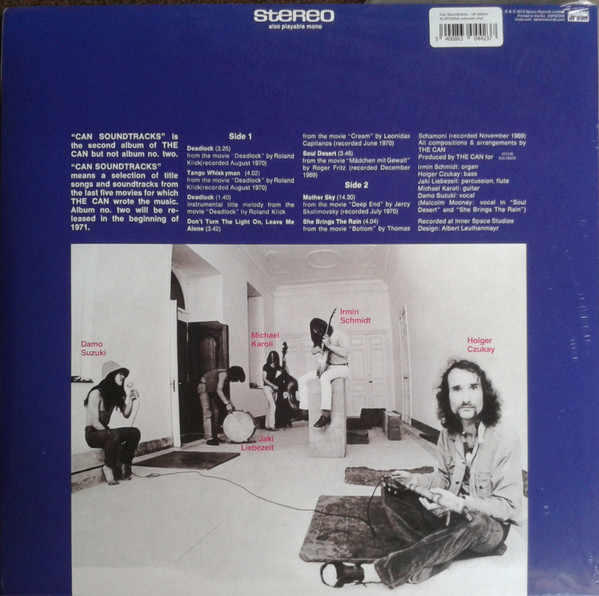 stereo
also playable mono
5 400863 044237
"CAN SOUNDTRACKS" is
the second album of THE
CAN but not album no. two.
"CAN SOUNDTRACKS"
means a selection of title
songs and soundtracks from
the last five movies for which
THE CAN wrote the music.
Album no. two will be re-
leased in the beginning of
1971.
Side 1
Deadlock (3.25)
from the movie "Deadlock" by Roland
Klick(recorded August 1970)
Tango Whiskyman (4.02)
from the movie "Deadlock" by Roland
Klick(recorded August 1970)
Deadlock (1.40)
instrumental title melody from the
movie "Deadlock" by Roland Klick
Don't Turn The Light On, Leave Me
Alone (3.42)
from the movie "Cream" by Leonidas
Capitanos (recorded June 1970)
Soul Desert (3.46)
from the movie "Mädchen mit Gewalt"
by Roger Fritz (recorded December
1969)
Side 2
Mother Sky (14.30)
from the movie "Deep End" by Jercy
Skolimovsky (recorded July 1970)
She Brings The Rain (4.04)
from the movie "Bottom" by Thomas
Schamoni (recorded November 1969)
All compositions & arrangements by
THE CAN
Produced by THE CAN for
Irmin Schmidt: organ
Holger Czukay: bass
Jaki Liebezeit: percussion, flute
Michael Karoli: guitar
Damo Suzuki: vocal
(Malcolm Mooney: vocal in "Soul
Desert" and "She Brings The Rain")
Recorded at Inner Space Studios
Design: Albert Leuthenmayr
Damo
Suzuki
Michael
Karoli
Irmin
Schmidt
Jaki
Liebezeit
Holger
Czukay